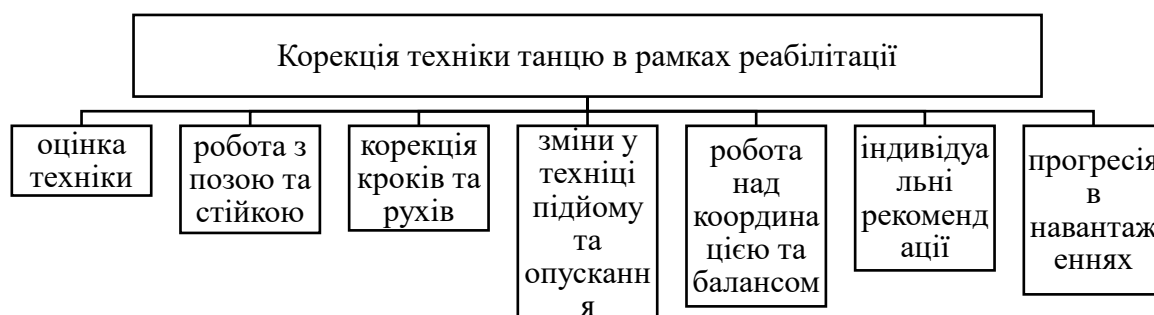 Корекція техніки танцю в рамках реабілітації
оцінка
техніки
робота з
позою та
стійкою
корекція
кроків та
рухів
зміни у
техніці
підйому
та
опусканн
я
робота
над
координа
цією та
балансом
індивідуа
льні
рекоменд
ації
прогресія
в
навантаж
еннях